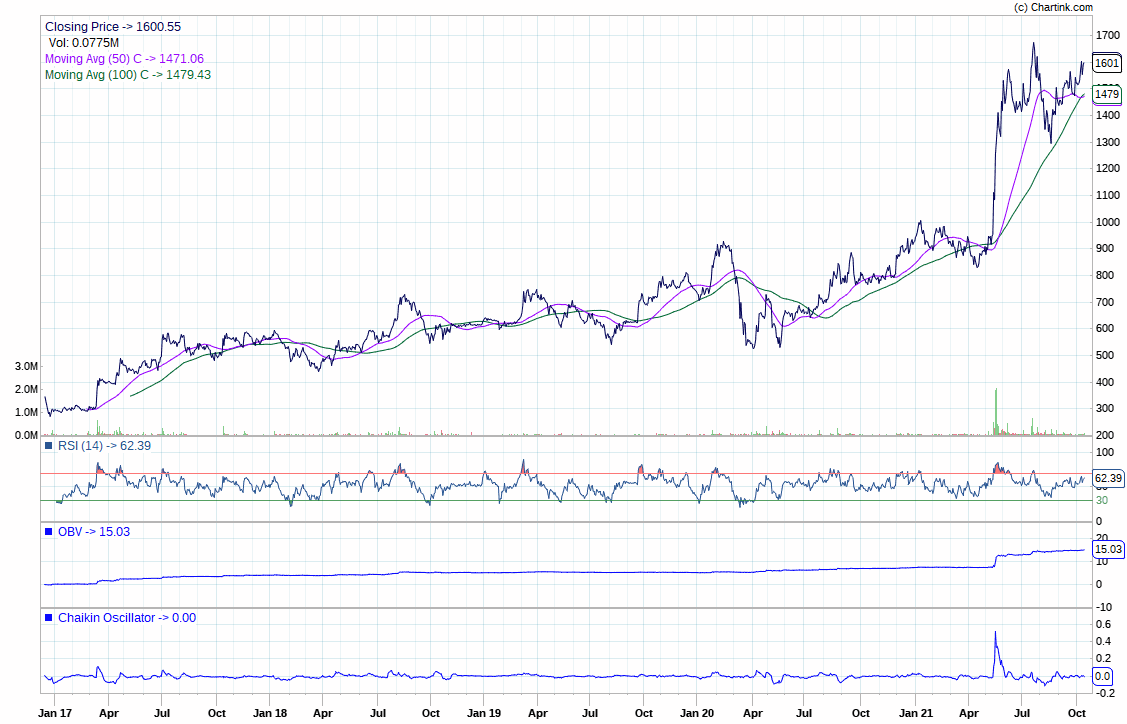 (c) Chartink.com
Closing Price -> 1600.55
Vol: 0.0775M
Moving Avg (50) C -> 1471.06
Moving Avg (100) C -> 1479.43
1700
1601
1479
1400
1300
1200
1100
1000
900
800
700
600
500
400
300
200
3.0M
2.0M
1.0M
0.0M
RSI (14) -> 62.39
100
62.39
30
0
OBV -> 15.03
20
15.03
10
0
-10
Chaikin Oscillator -> 0.00
0.6
0.4
0.2
0.0
-0.2
Jan 17 Apr Jul Oct Jan 18 Apr Jul Oct Jan 19 Apr Jul Oct Jan 20 Apr Jul Oct Jan 21 Apr Jul Oct